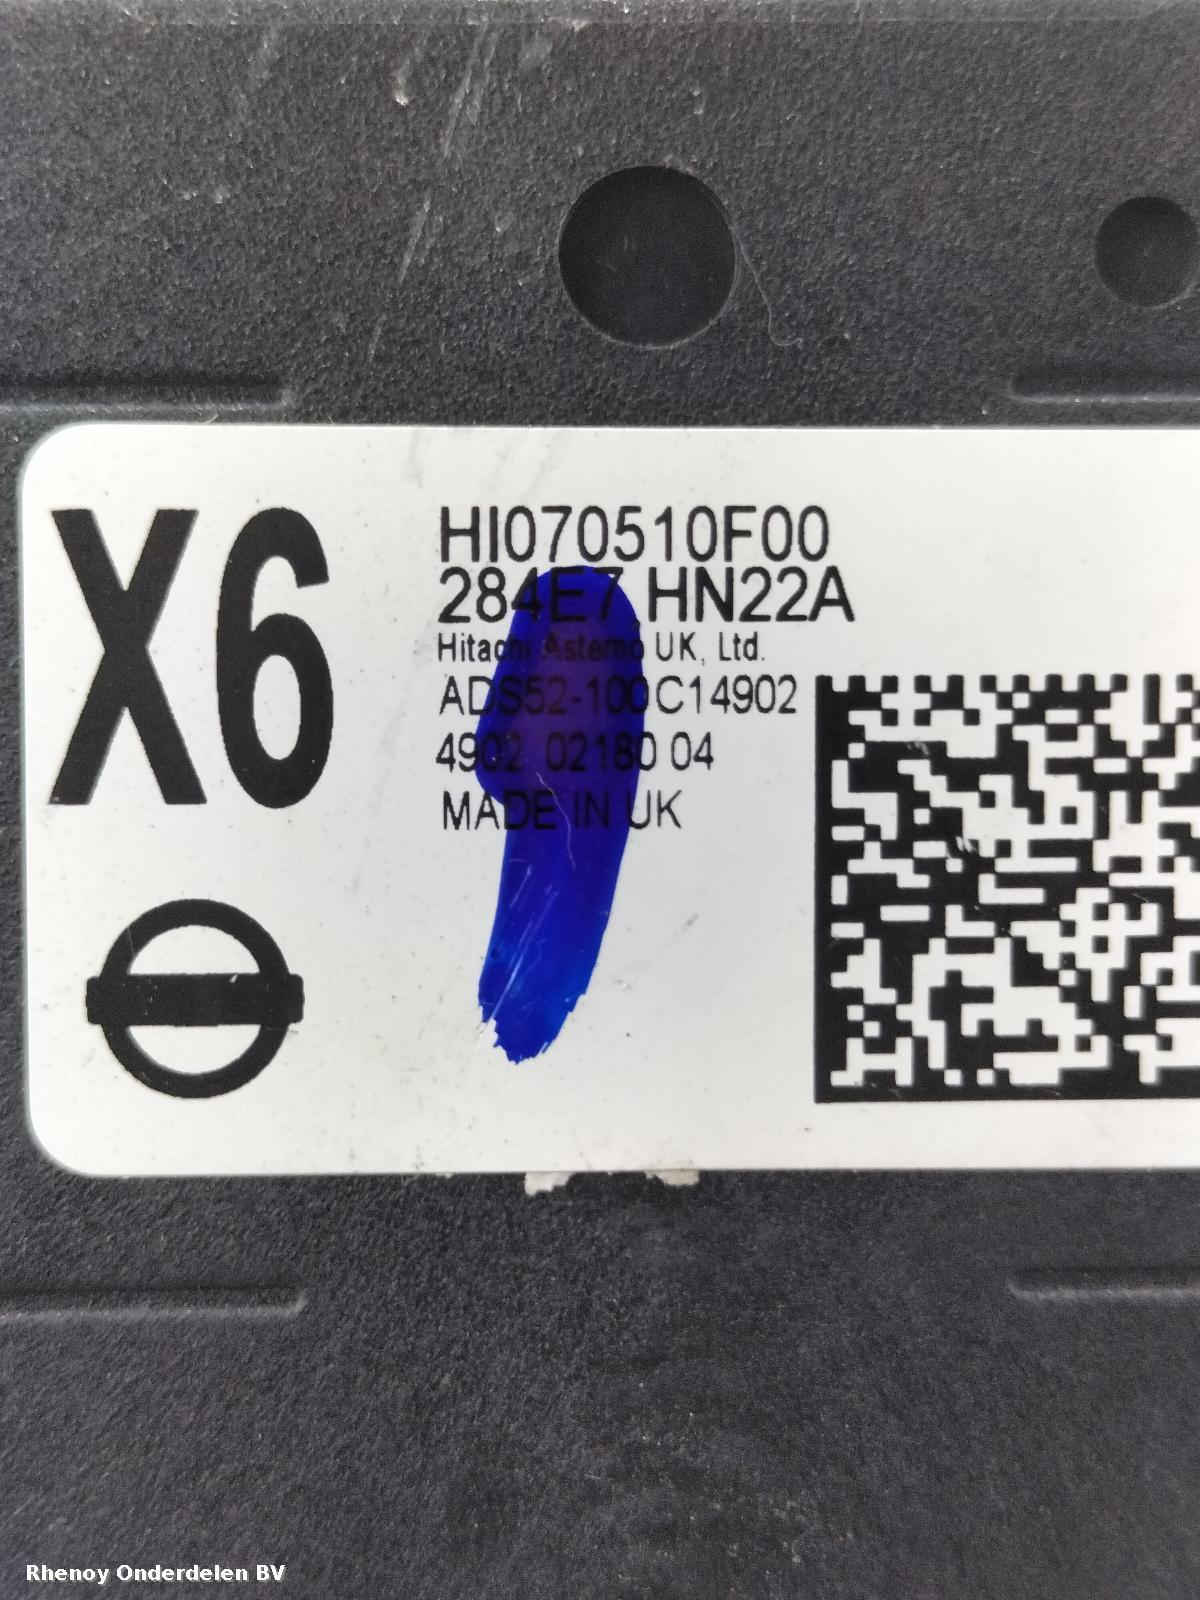 X6
HI070510F00
284E7 HN22A
Hitachi Astemo UK, Ltd.
ADS52-100C14902
4902 02180 04
MADE IN UK
Rhenoy Onderdelen BV